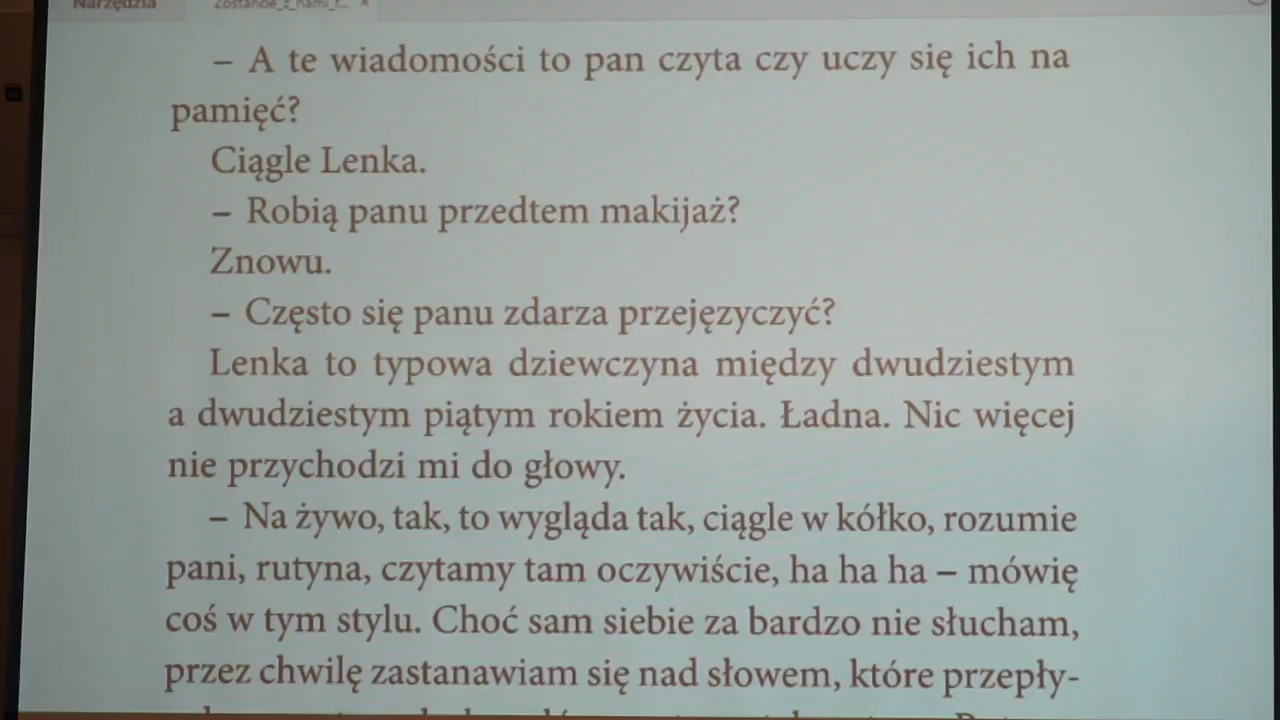 Narzędzia
– A te wiadomości to pan czyta czy uczy się ich na
pamięć?
Ciągle Lenka.
– Robią panu przedtem makijaż?
Znowu.
– Często się panu zdarza przejęzyczyć?
Lenka to typowa dziewczyna między dwudziestym
a dwudziestym piątym rokiem życia. Ładna. Nic więcej
nie przychodzi mi do głowy.
– Na żywo, tak, to wygląda tak, ciągle w kółko, rozumie
pani, rutyna, czytamy tam oczywiście, ha ha ha – mówię
coś w tym stylu. Choć sam siebie za bardzo nie słucham,
przez chwilę zastanawiam się nad słowem, które przepły-